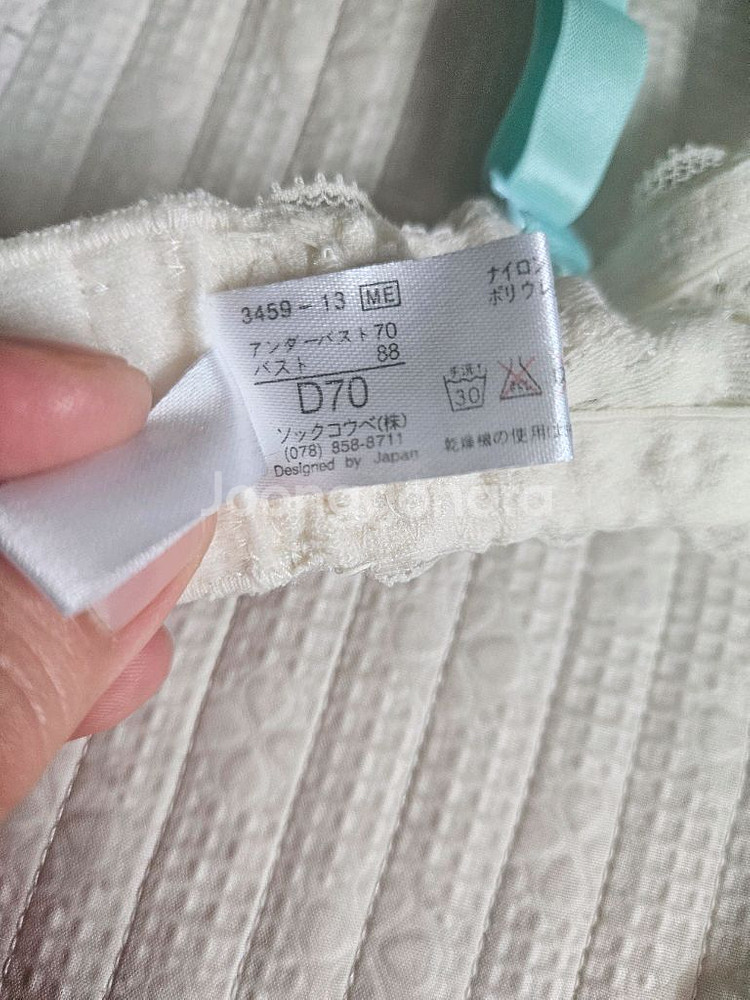 3459-13 ME
アンダーバスト70
バスト 88
D70
ソックコウベ(株)
(078) 858-8711
Designed by Japan
ナイロン
ポリウレ
手洗イ
30
乾燥機の使用は
Joongonara